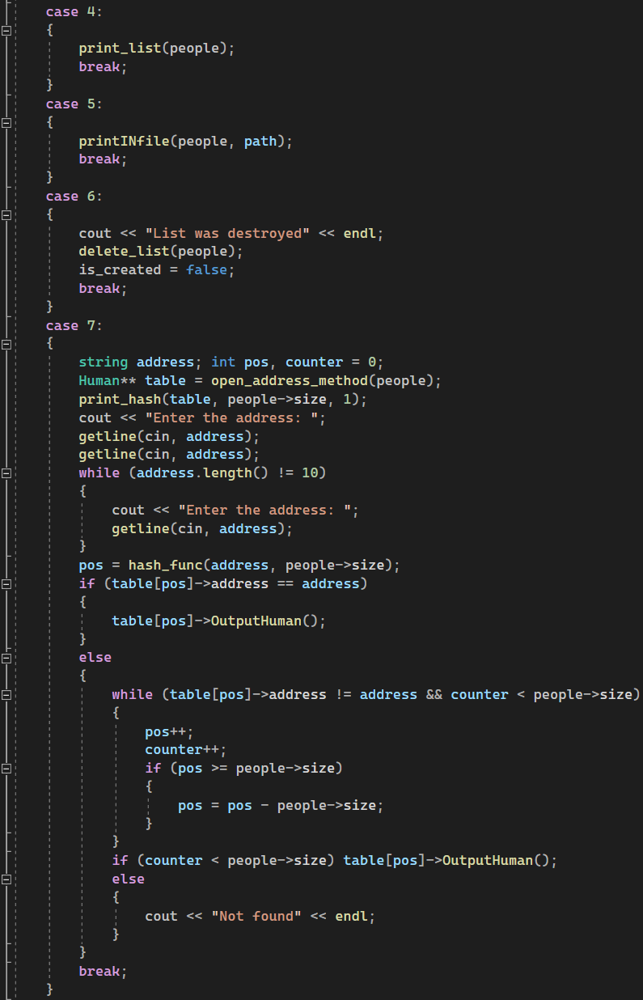 case 4:
{
print_list(people);
break;
}
case 5:
{
printINfile(people, path);
break;
}
case 6:
{
cout << "List was destroyed" << endl;
delete_list(people);
is_created = false;
break;
}
case 7:
{
string address; int pos, counter = 0;
Human** table = open_address_method(people);
print_hash(table, people->size, 1);
cout << "Enter the address: ";
getline(cin, address);
getline(cin, address);
while (address.length() != 10)
{
cout << "Enter the address: ";
getline(cin, address);
}
pos = hash_func(address, people->size);
if (table[pos]->address == address)
{
table[pos]->OutputHuman();
}
else
{
while (table[pos]->address != address && counter < people->size)
{
pos++;
counter++;
if (pos >= people->size)
{
pos = pos - people->size;
}
}
if (counter < people->size) table[pos]->OutputHuman();
else
{
cout << "Not found" << endl;
}
}
break;
}